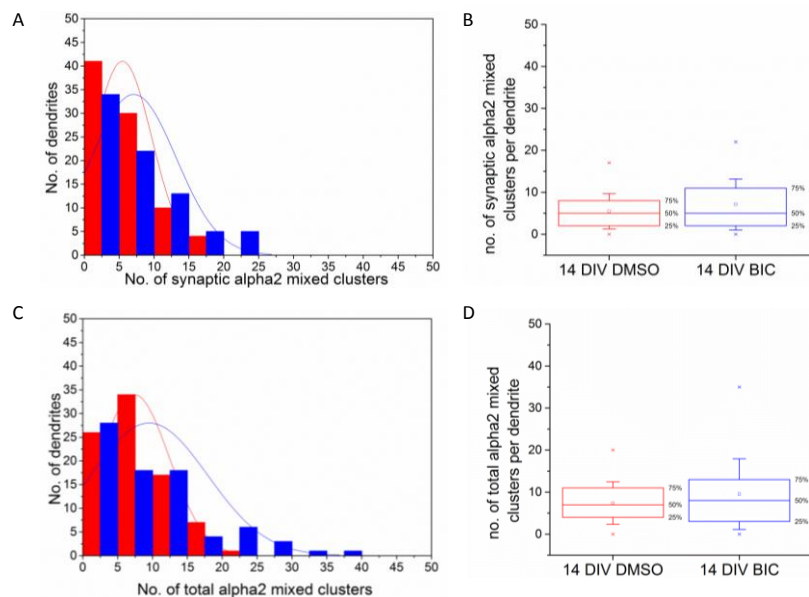 A
50
45
40
35
30
25
20
15
10
5
0
No. of dendrites
0 5 10 15 20 25 30 35 40 45 50
No. of synaptic alpha2 mixed clusters
B
50
40
30
20
10
0
no. of synaptic alpha2 mixed
clusters per dendrite
75%
50%
25%
75%
50%
25%
14 DIV DMSO 14 DIV BIC
C
50
45
40
35
30
25
20
15
10
5
0
No. of dendrites
0 5 10 15 20 25 30 35 40 45 50
No. of total alpha2 mixed clusters
D
50
40
30
20
10
0
no. of total alpha2 mixed
clusters per dendrite
75%
50%
25%
75%
50%
25%
14 DIV DMSO 14 DIV BIC